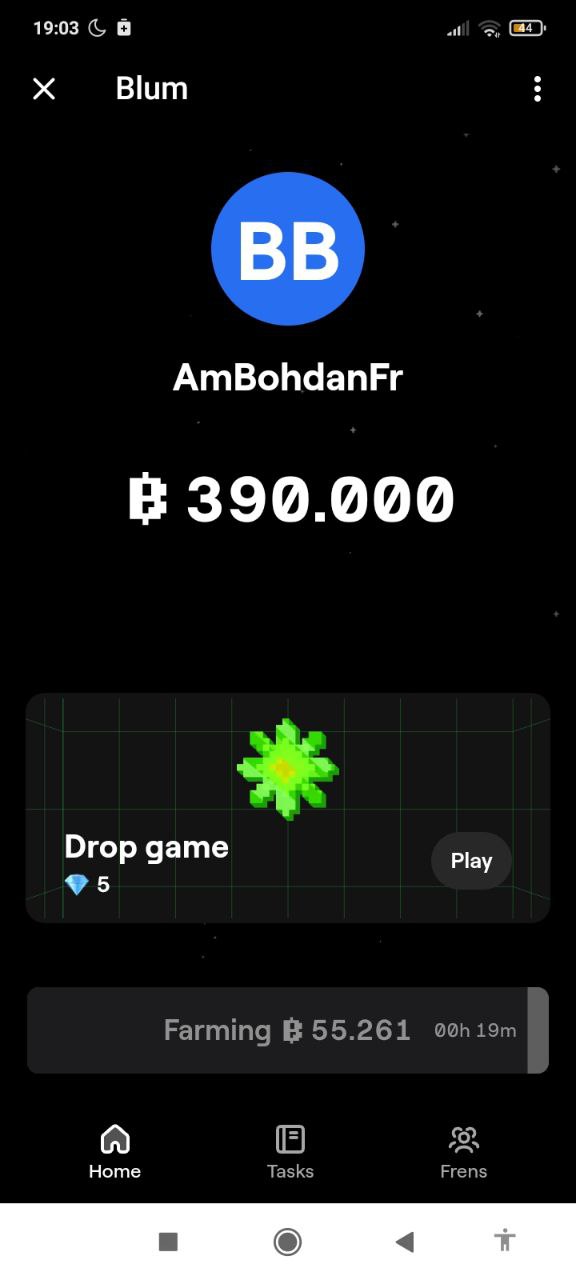 19:03 44
Blum
BB
AmBohdanFr
390.000
Drop game
5
Play
Farming 55.261 00h 19m
Home Tasks Frens